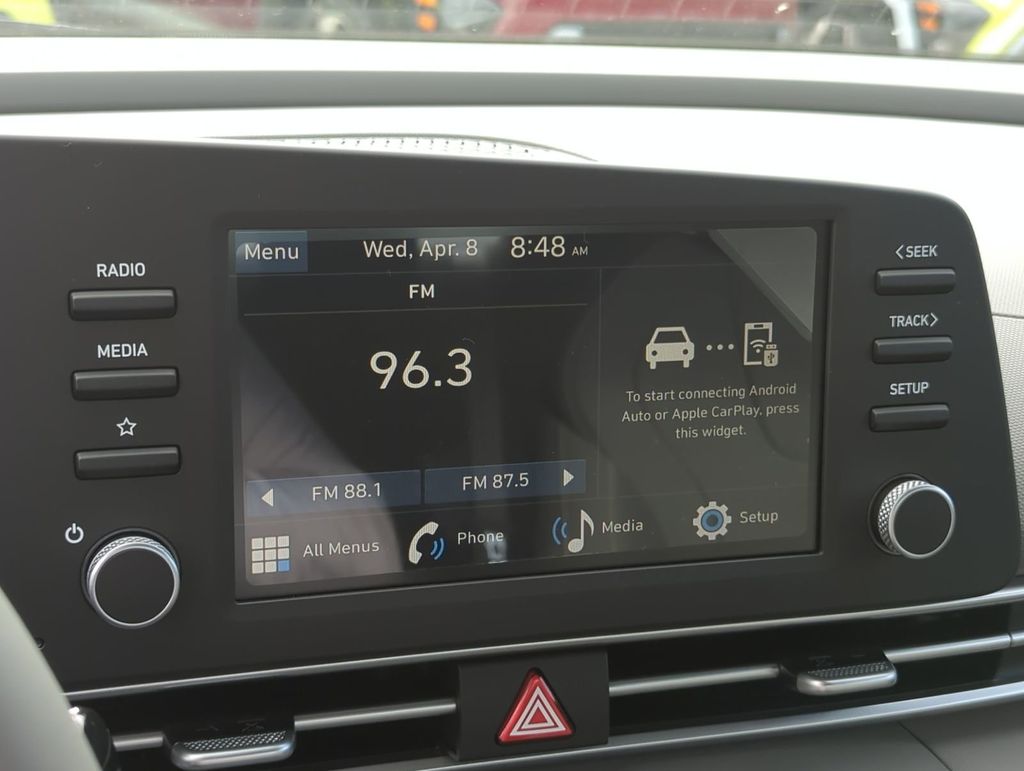 Menu
Wed, Apr. 8 8:48 AM
FM
96.3
FM 88.1
FM 87.5
To start connecting Android
Auto or Apple CarPlay, press
this widget.
All Menus
Phone
Media
Setup
RADIO
MEDIA
<SEEK
TRACK>
SETUP